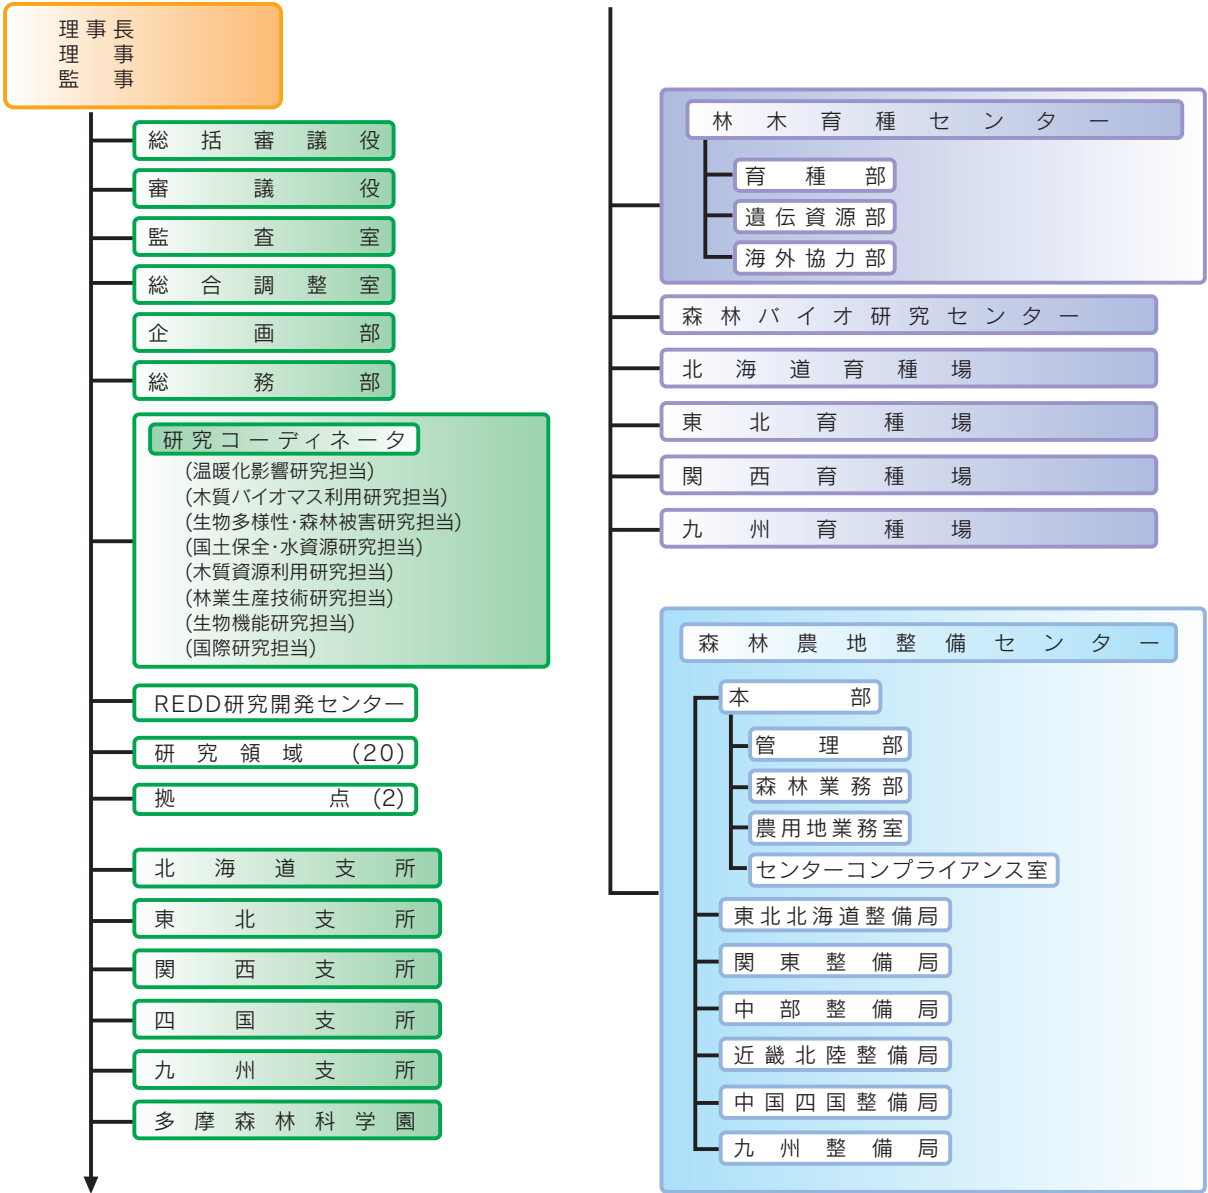 理事長
理事
監事
総括審議役
審議役
監査室
総合調整室
企画部
総務部
研究コーディネータ
(温暖化影響研究担当)
(木質バイオマス利用研究担当)
(生物多様性・森林被害研究担当)
(国土保全・水資源研究担当)
(木質資源利用研究担当)
(林業生産技術研究担当)
(生物機能研究担当)
(国際研究担当)
REDD研究開発センター
研究領域 (20)
拠点 (2)
北海道支所
東北支所
関西支所
四国支所
九州支所
多摩森林科学園
林木育種センター
育種部
遺伝資源部
海外協力部
森林バイオ研究センター
北海道育種場
東北育種場
関西育種場
九州育種場
森林農地整備センター
本部
管理部
森林業務部
農用地業務室
センターコンプライアンス室
東北北海道整備局
関東整備局
中部整備局
近畿北陸整備局
中国四国整備局
九州整備局